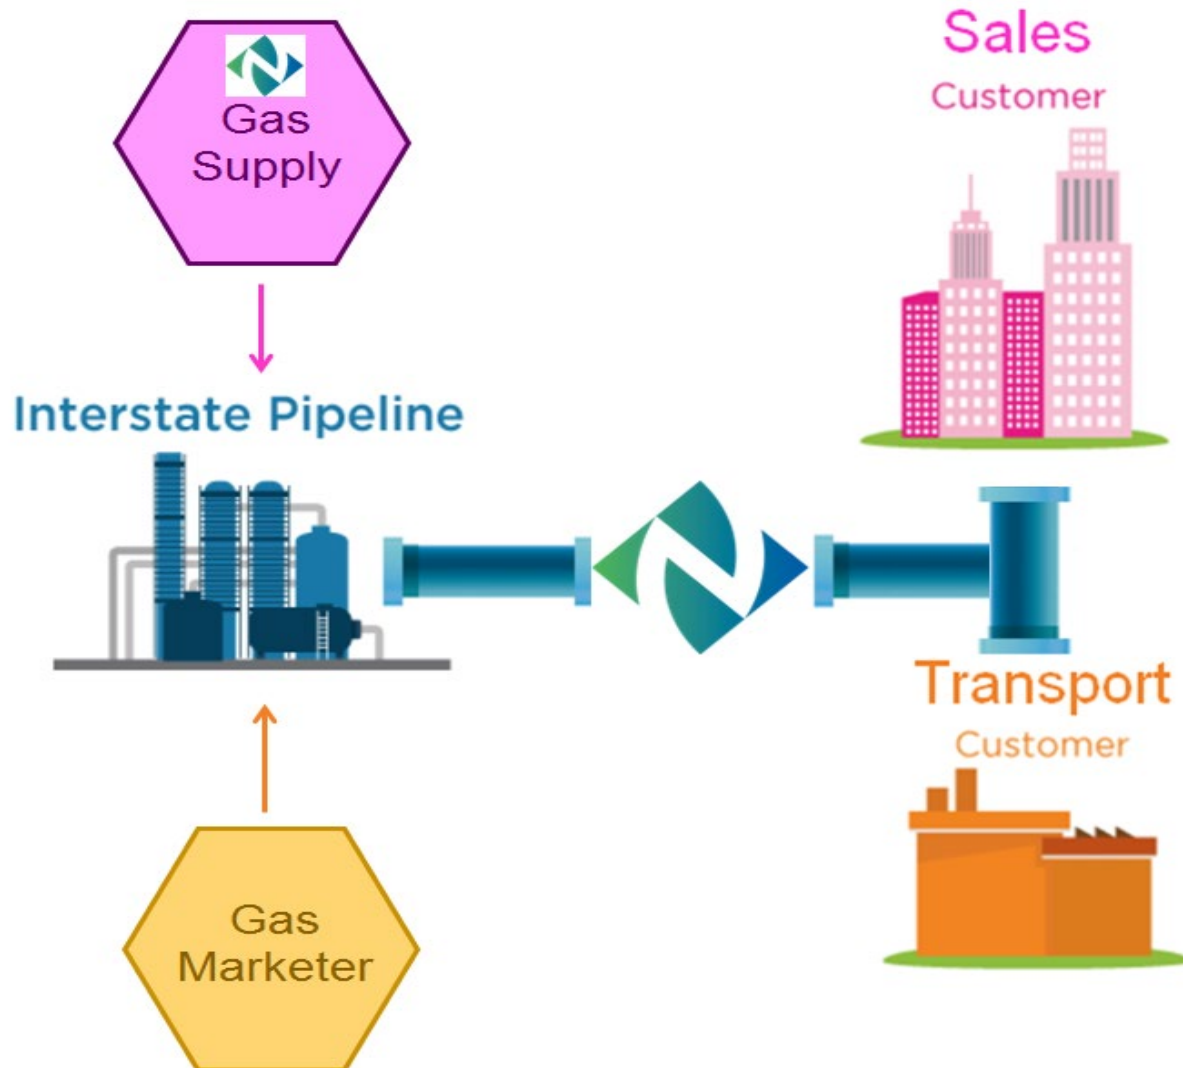 Sales
Customer
Gas
Supply
Interstate Pipeline
Transport
Customer
Gas
Marketer